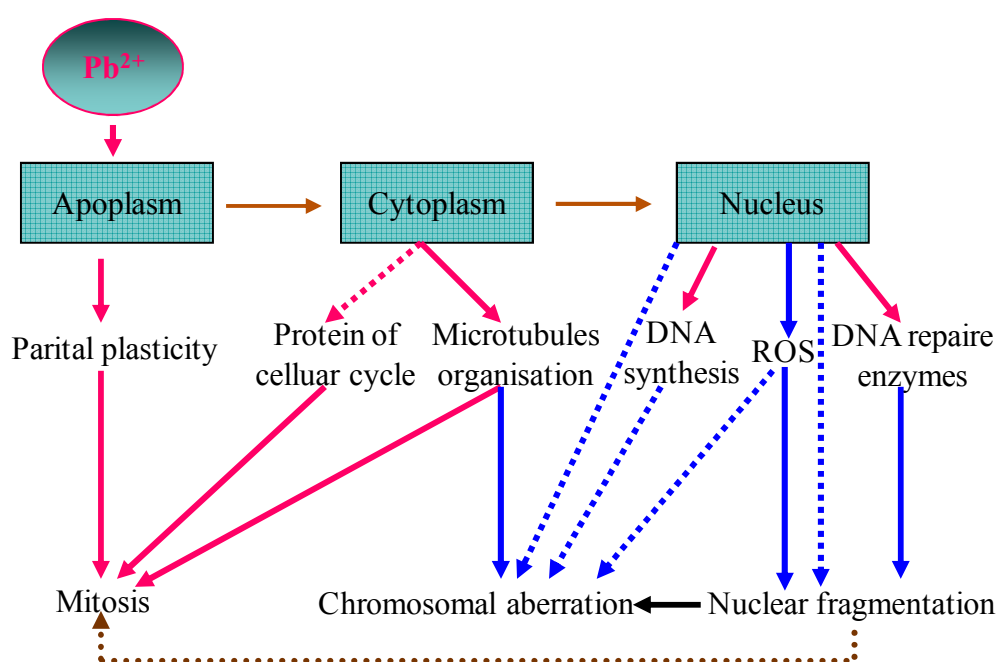 Pb²⁺
Apoplasm
Cytoplasm
Nucleus
Parital plasticity
Protein of
celluar cycle
Microtubules
organisation
DNA
synthesis
ROS
DNA repaire
enzymes
Mitosis
Chromosomal aberration
Nuclear fragmentation